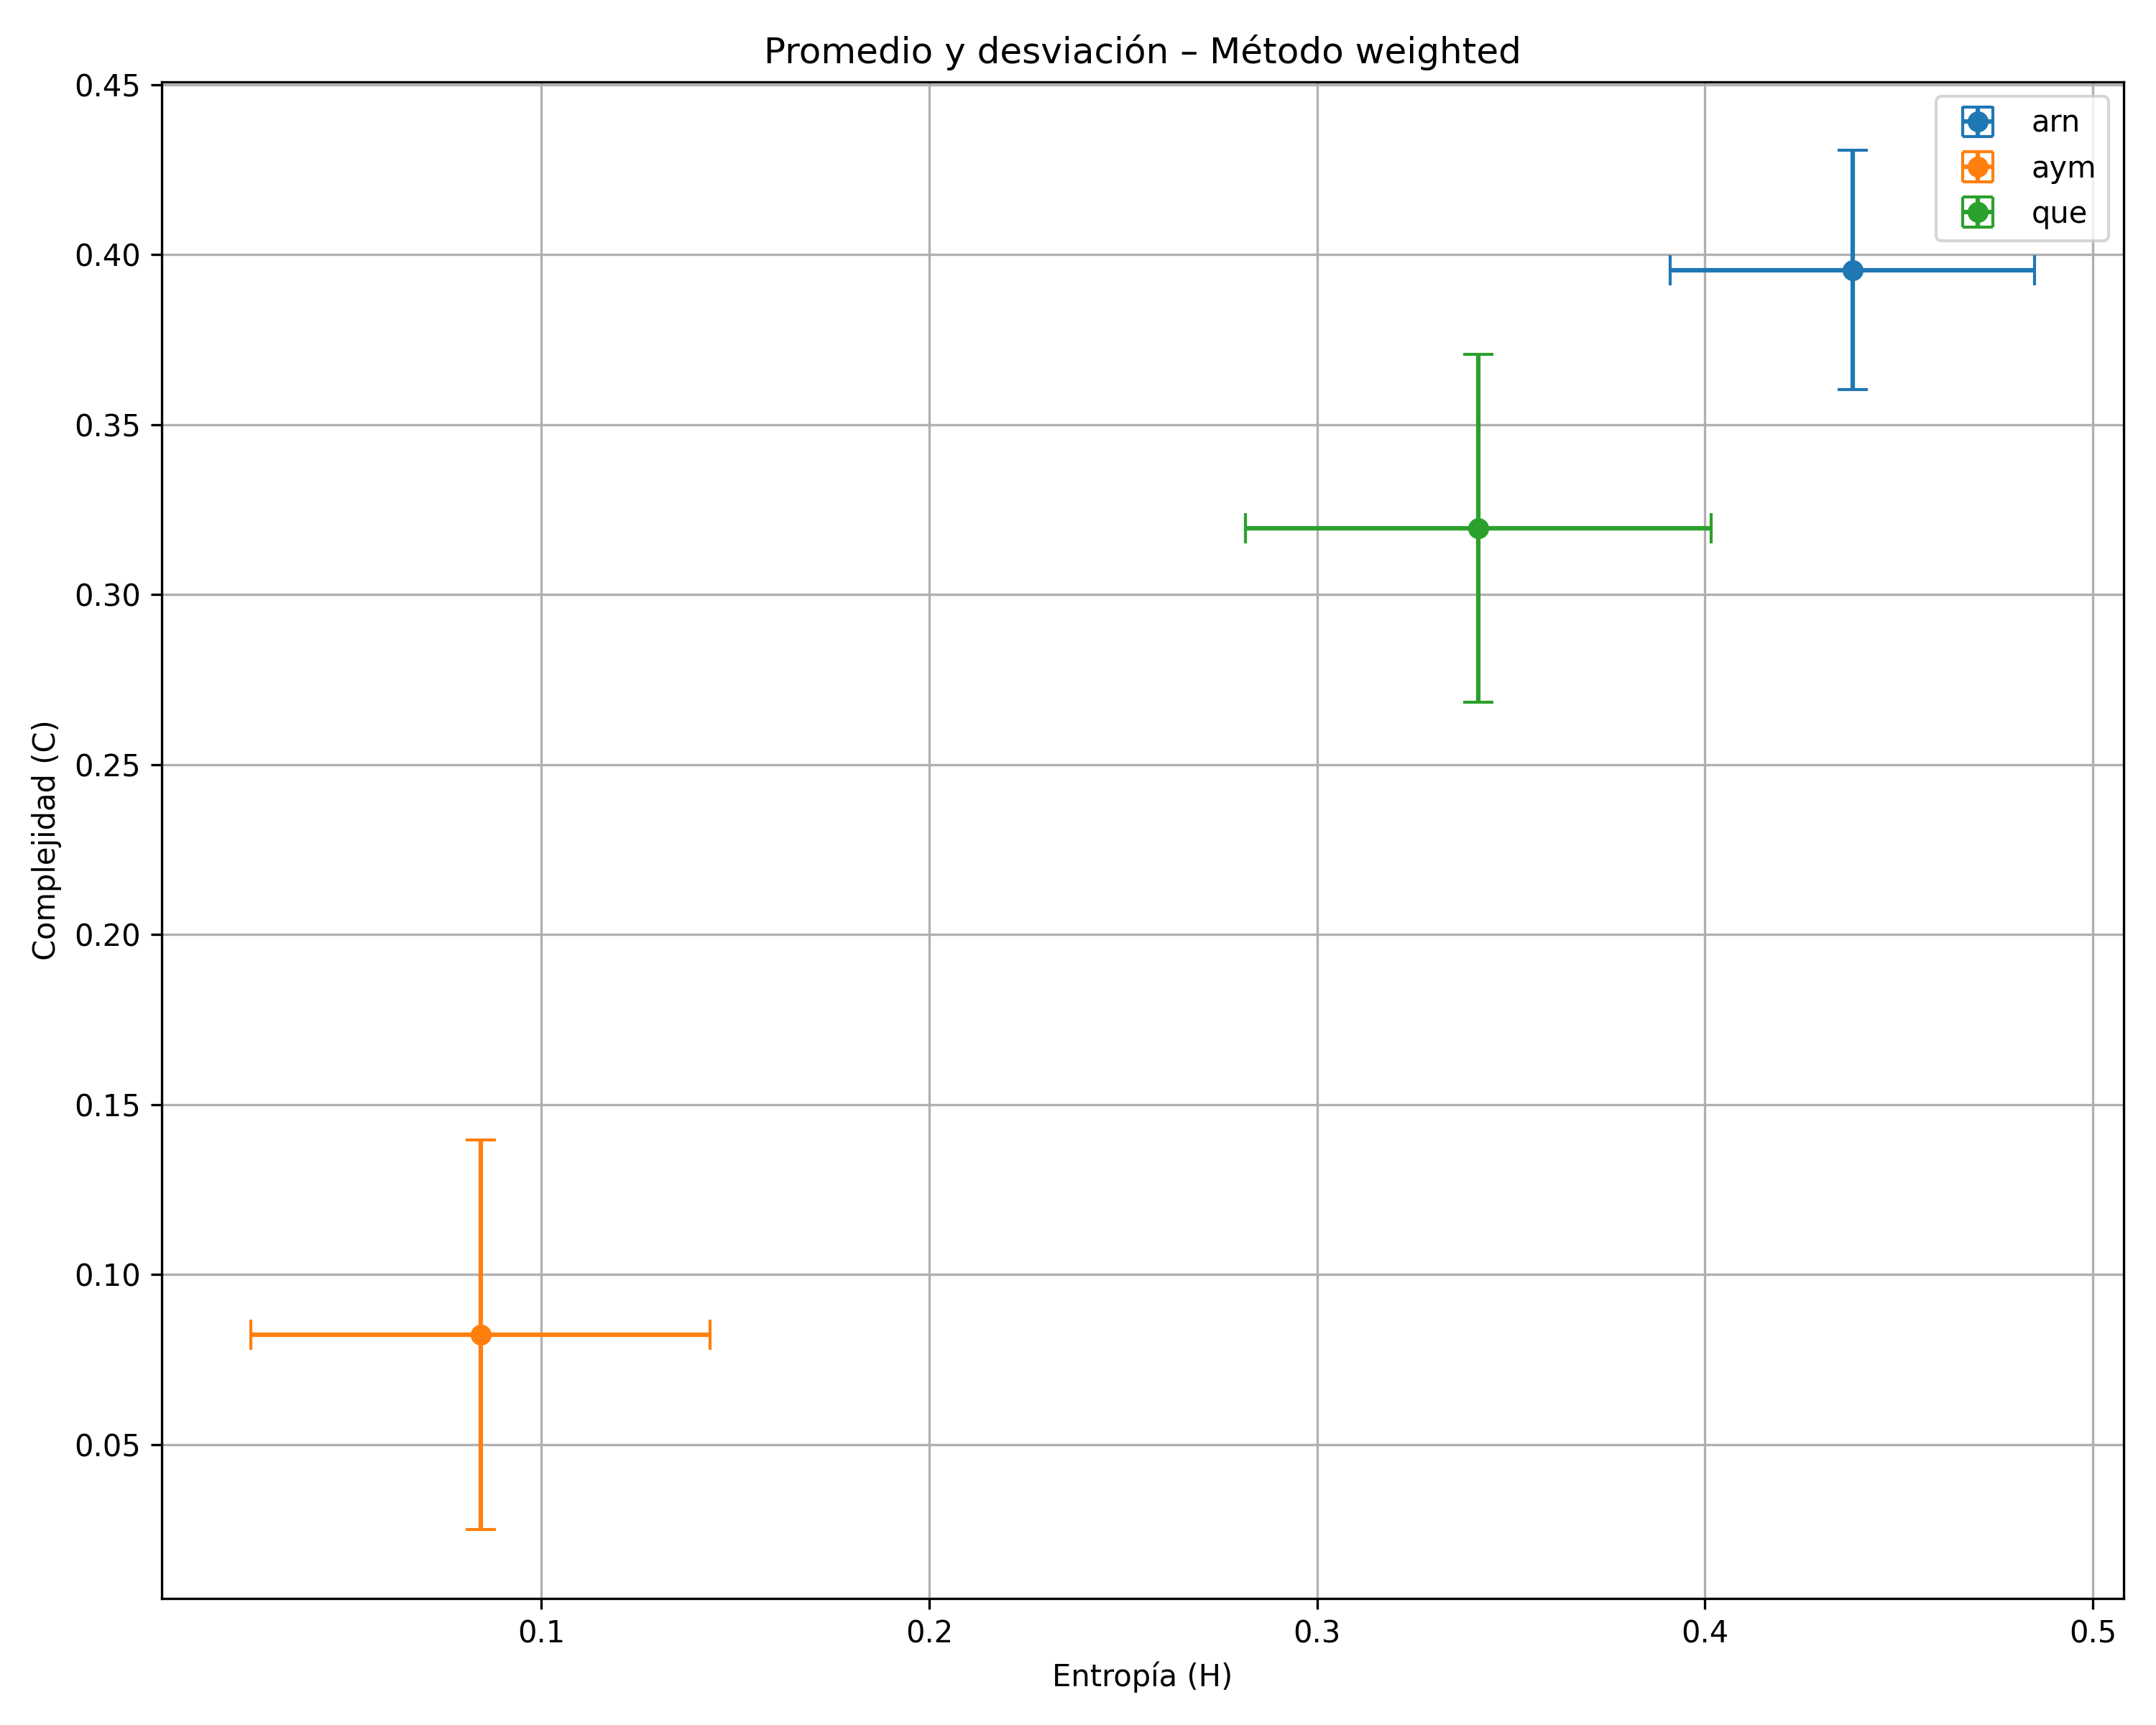 Promedio y desviación – Método weighted
arn
aym
que
Complejidad (C)
0.45
0.40
0.35
0.30
0.25
0.20
0.15
0.10
0.05
0.1
0.2
0.3
0.4
0.5
Entropía (H)